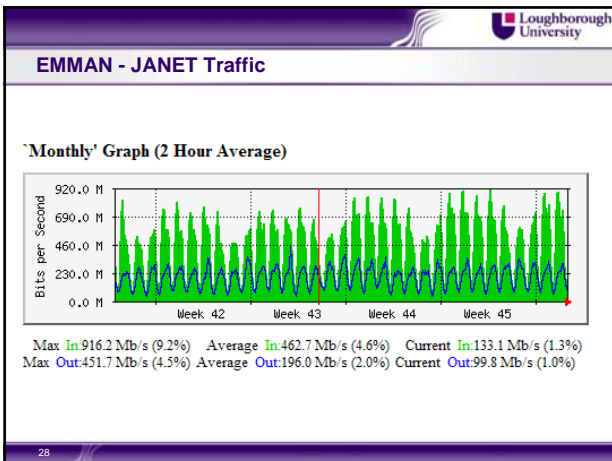 Loughborough
University
EMMAN - JANET Traffic
`Monthly' Graph (2 Hour Average)
Bits per Second
920.0 M
690.0 M
460.0 M
230.0 M
0.0 M
Week 42 Week 43 Week 44 Week 45
Max In:916.2 Mb/s (9.2%) Average In:462.7 Mb/s (4.6%) Current In:133.1 Mb/s (1.3%)
Max Out:451.7 Mb/s (4.5%) Average Out:196.0 Mb/s (2.0%) Current Out:99.8 Mb/s (1.0%)
28